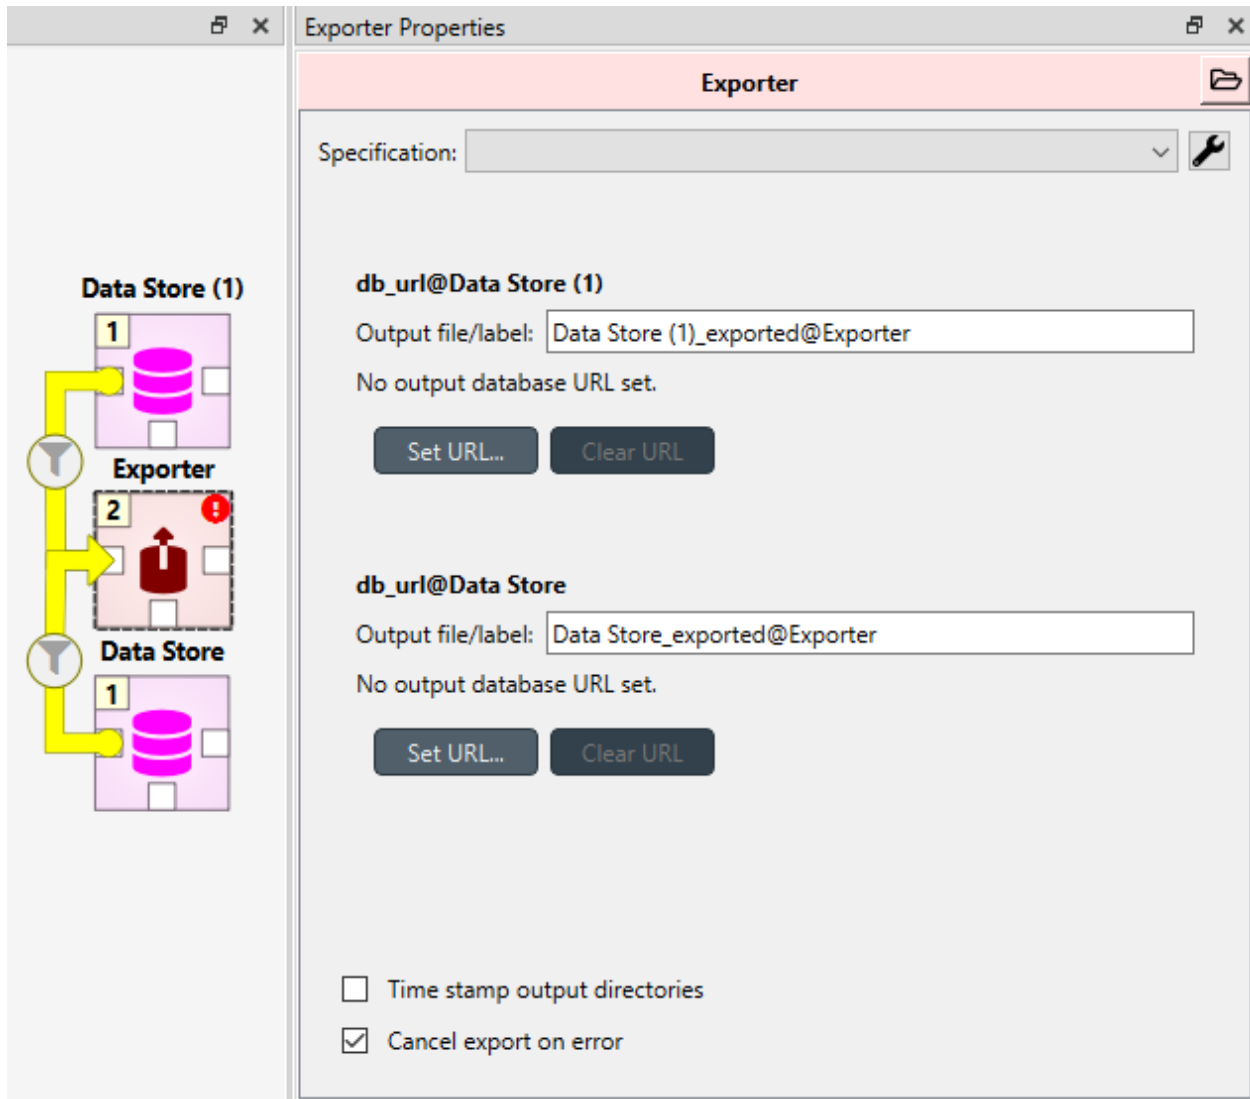 Exporter Properties
Exporter
Specification:
Data Store (1)
1
Exporter
2
Data Store
1
db_url@Data Store (1)
Output file/label: Data Store (1)_exported@Exporter
No output database URL set.
Set URL... Clear URL
db_url@Data Store
Output file/label: Data Store_exported@Exporter
No output database URL set.
Set URL... Clear URL
Time stamp output directories
Cancel export on error